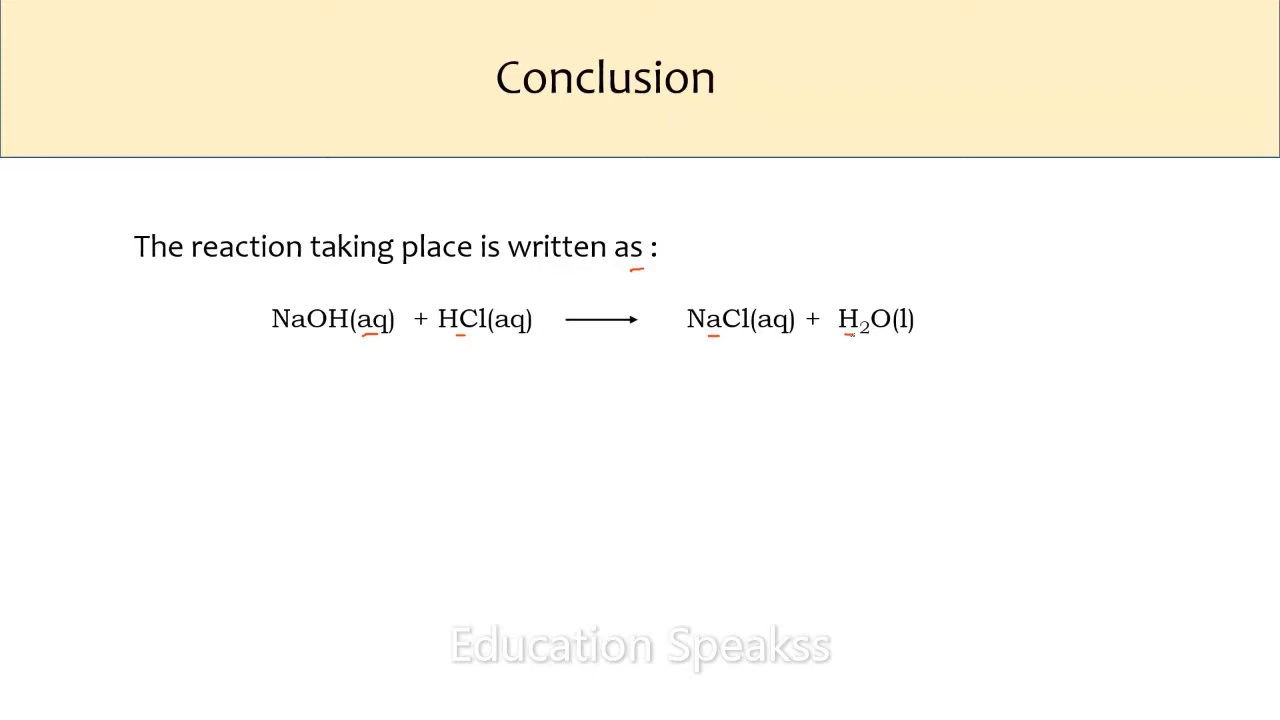 Conclusion
The reaction taking place is written as :
NaOH(aq) + HCl(aq) ⟶ NaCl(aq) + H₂O(l)
Education Speakss